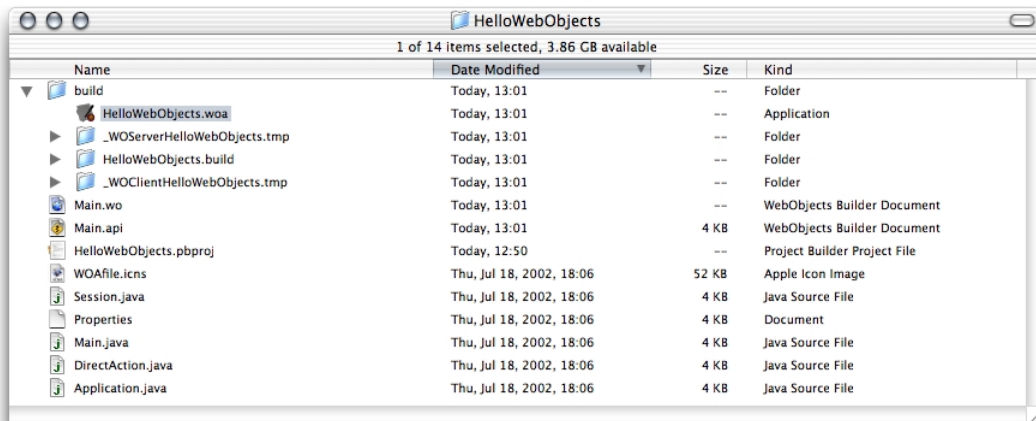 HelloWebObjects
1 of 14 items selected, 3.86 GB available
Name Date Modified Size Kind
build Today, 13:01 -- Folder
HelloWebObjects.woa Today, 13:01 -- Application
_WOServerHelloWebObjects.tmp Today, 13:01 -- Folder
HelloWebObjects.build Today, 13:01 -- Folder
_WOClientHelloWebObjects.tmp Today, 13:01 -- Folder
Main.wo Today, 13:01 -- WebObjects Builder Document
Main.api Today, 13:01 4 KB WebObjects Builder Document
HelloWebObjects.pbproj Today, 12:50 -- Project Builder Project File
WOAfile.icns Thu, Jul 18, 2002, 18:06 52 KB Apple Icon Image
Session.java Thu, Jul 18, 2002, 18:06 4 KB Java Source File
Properties Thu, Jul 18, 2002, 18:06 4 KB Document
Main.java Thu, Jul 18, 2002, 18:06 4 KB Java Source File
DirectAction.java Thu, Jul 18, 2002, 18:06 4 KB Java Source File
Application.java Thu, Jul 18, 2002, 18:06 4 KB Java Source File